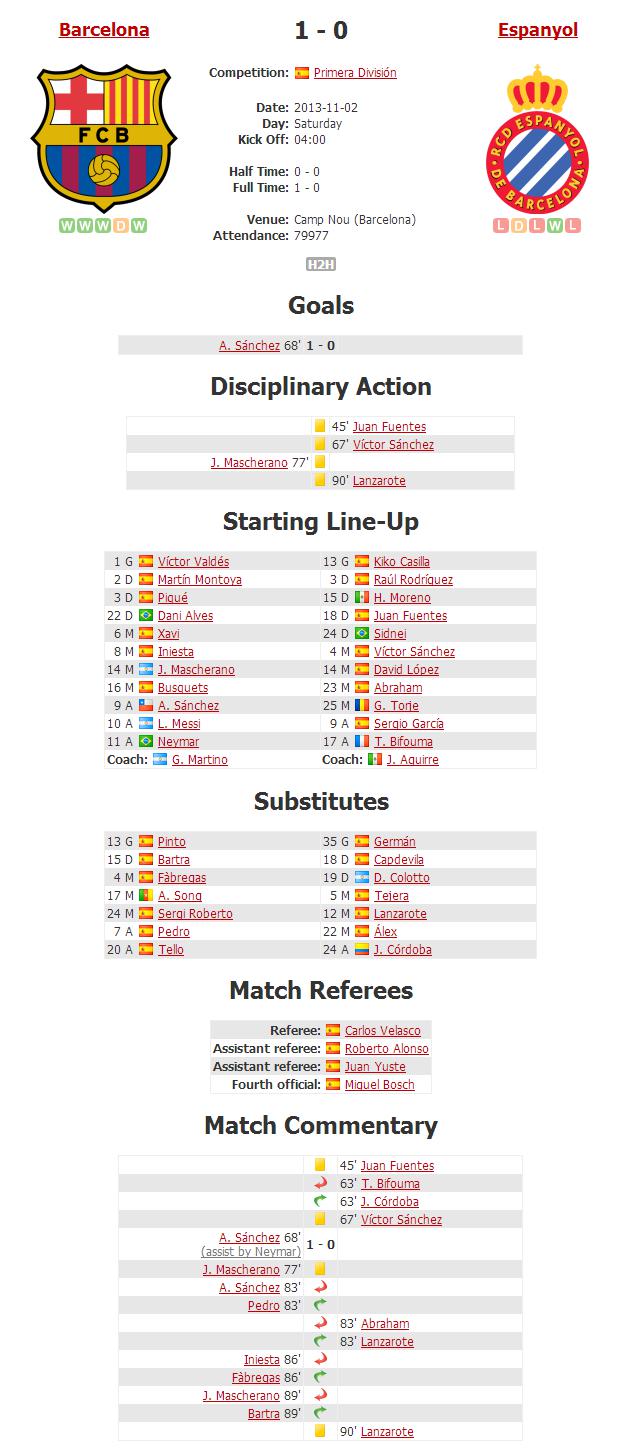 Barcelona 1 - 0 Espanyol
Competition: Primera División
FCB
RCD ESPANYOL DE BARCELONA
Date: 2013-11-02
Day: Saturday
Kick Off: 04:00
Half Time: 0 - 0
Full Time: 1 - 0
Venue: Camp Nou (Barcelona)
W W W D W L D L W L
Attendance: 79977
H2H
Goals
A. Sánchez 68' 1 - 0
Disciplinary Action
45' Juan Fuentes
67' Víctor Sánchez
J. Mascherano 77'
90' Lanzarote
Starting Line-Up
1 G Víctor Valdés 13 G Kiko Casilla
2 D Martín Montoya 3 D Raúl Rodríguez
3 D Piqué 15 D H. Moreno
22 D Dani Alves 18 D Juan Fuentes
6 M Xavi 24 D Sidnei
8 M Iniesta 4 M Víctor Sánchez
14 M J. Mascherano 14 M David López
16 M Busquets 23 M Abraham
9 A A. Sánchez 25 M G. Torje
10 A L. Messi 9 A Sergio García
11 A Neymar 17 A T. Bifouma
Coach: G. Martino Coach: J. Aguirre
Substitutes
13 G Pinto 35 G Germán
15 D Bartra 18 D Capdevila
4 M Fàbregas 19 D D. Colotto
17 M A. Song 5 M Tejera
24 M Sergi Roberto 12 M Lanzarote
7 A Pedro 22 M Álex
20 A Tello 24 A J. Córdoba
Match Referees
Referee: Carlos Velasco
Assistant referee: Roberto Alonso
Assistant referee: Juan Yuste
Fourth official: Miguel Bosch
Match Commentary
45' Juan Fuentes
63' T. Bifouma
63' J. Córdoba
67' Víctor Sánchez
A. Sánchez 68' 1 - 0
(assist by Neymar)
J. Mascherano 77'
A. Sánchez 83'
Pedro 83'
83' Abraham
83' Lanzarote
Iniesta 86'
Fàbregas 86'
J. Mascherano 89'
Bartra 89'
90' Lanzarote